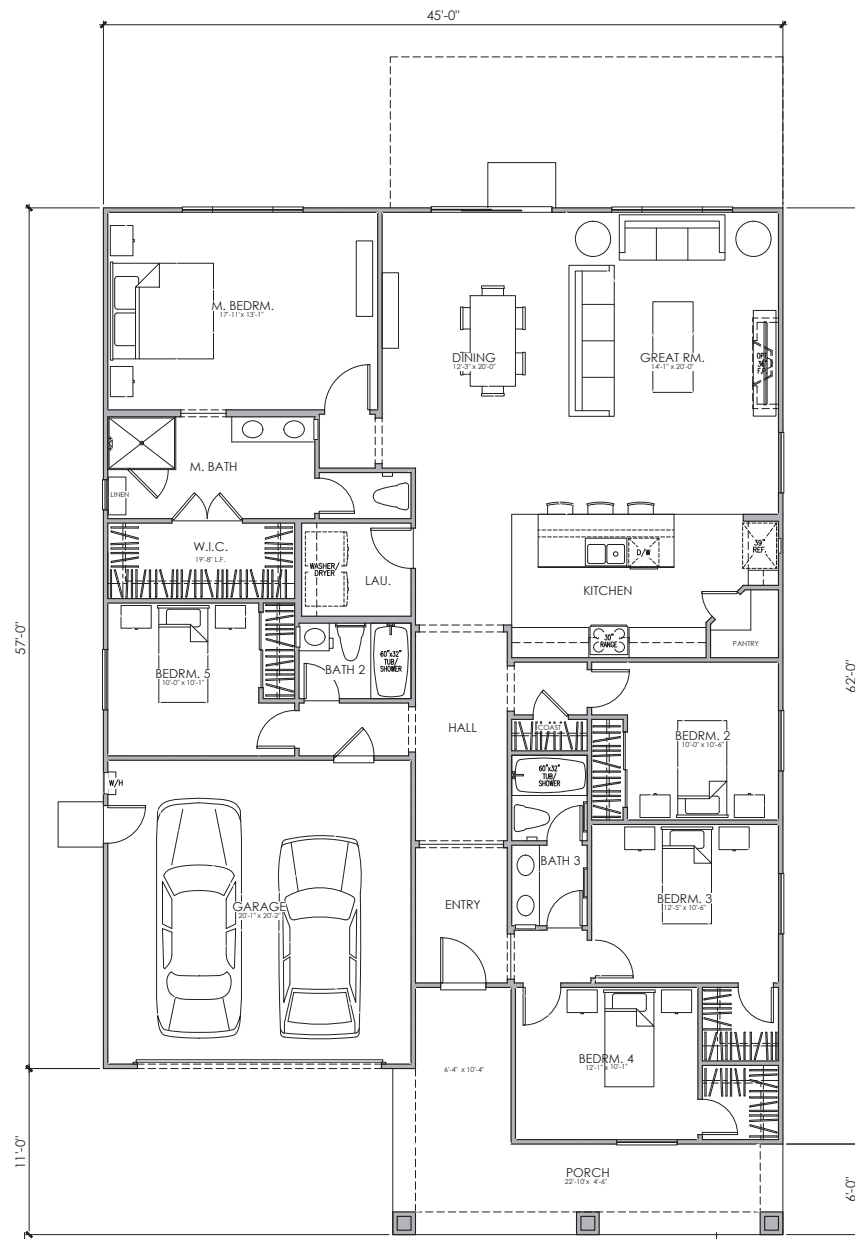 45'-0"
M. BEDRM.
17'-11" x 13'-1"
DINING
12'-3" x 20'-0"
GREAT RM.
14'-1" x 20'-0"
OPT.
M. BATH
LINEN
W.I.C.
19'-8" L.F.
WASHER/
DRYER
LAU.
D/W
39"
REF.
KITCHEN
30"
RANGE
PANTRY
57'-0"
62'-0"
BEDRM. 5
10'-0" x 10'-1"
BATH 2
60"x32"
TUB/
SHOWER
HALL
COAST
BEDRM. 2
10'-0" x 10'-6"
W/H
60"x32"
TUB/
SHOWER
BATH 3
GARAGE
20'-1" x 20'-2"
ENTRY
BEDRM. 3
12'-5" x 10'-6"
6'-4" x 10'-4"
BEDRM. 4
12'-1" x 10'-1"
11'-0"
PORCH
22'-10 x 4'-6"
6'-0"